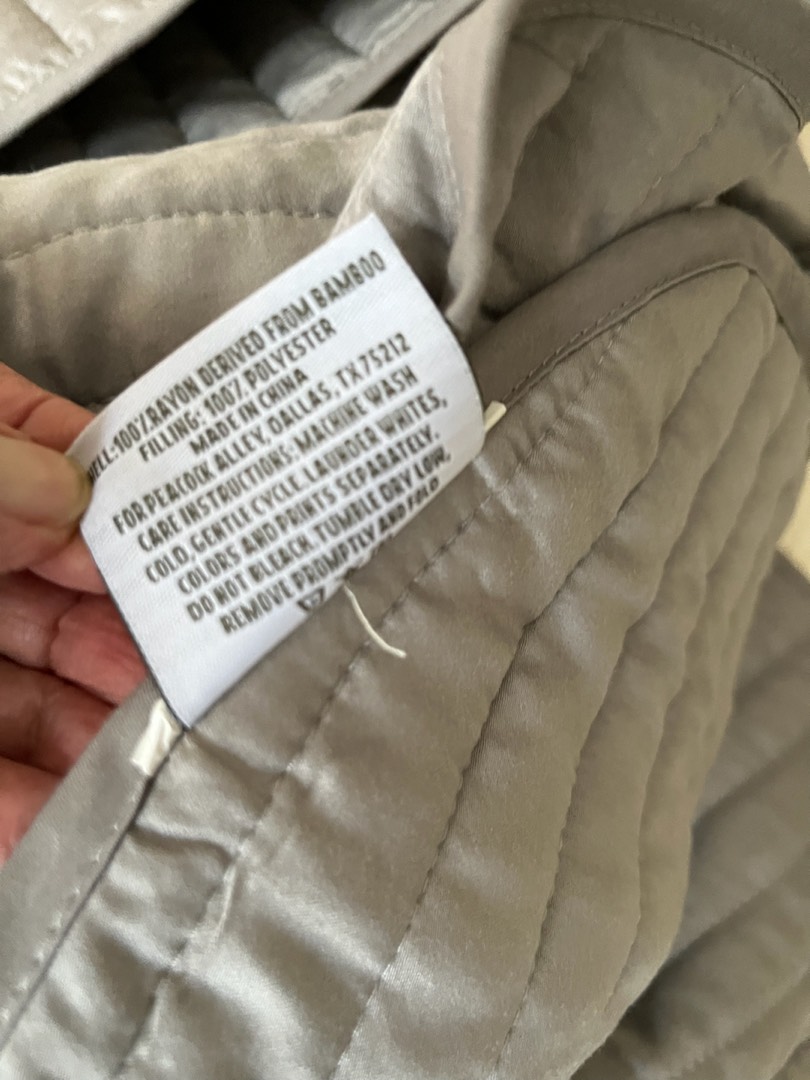 SHELL:100% RAYON DERIVED FROM BAMBOO
FILLING: 100% POLYESTER
MADE IN CHINA
FOR PEACOCK ALLEY, DALLAS, TX 75212
CARE INSTRUCTIONS: MACHINE WASH
COLD, GENTLE CYCLE. LAUNDER WHITES,
COLORS AND PRINTS SEPARATELY.
DO NOT BLEACH. TUMBLE DRY LOW,
REMOVE PROMPTLY AND FOLD